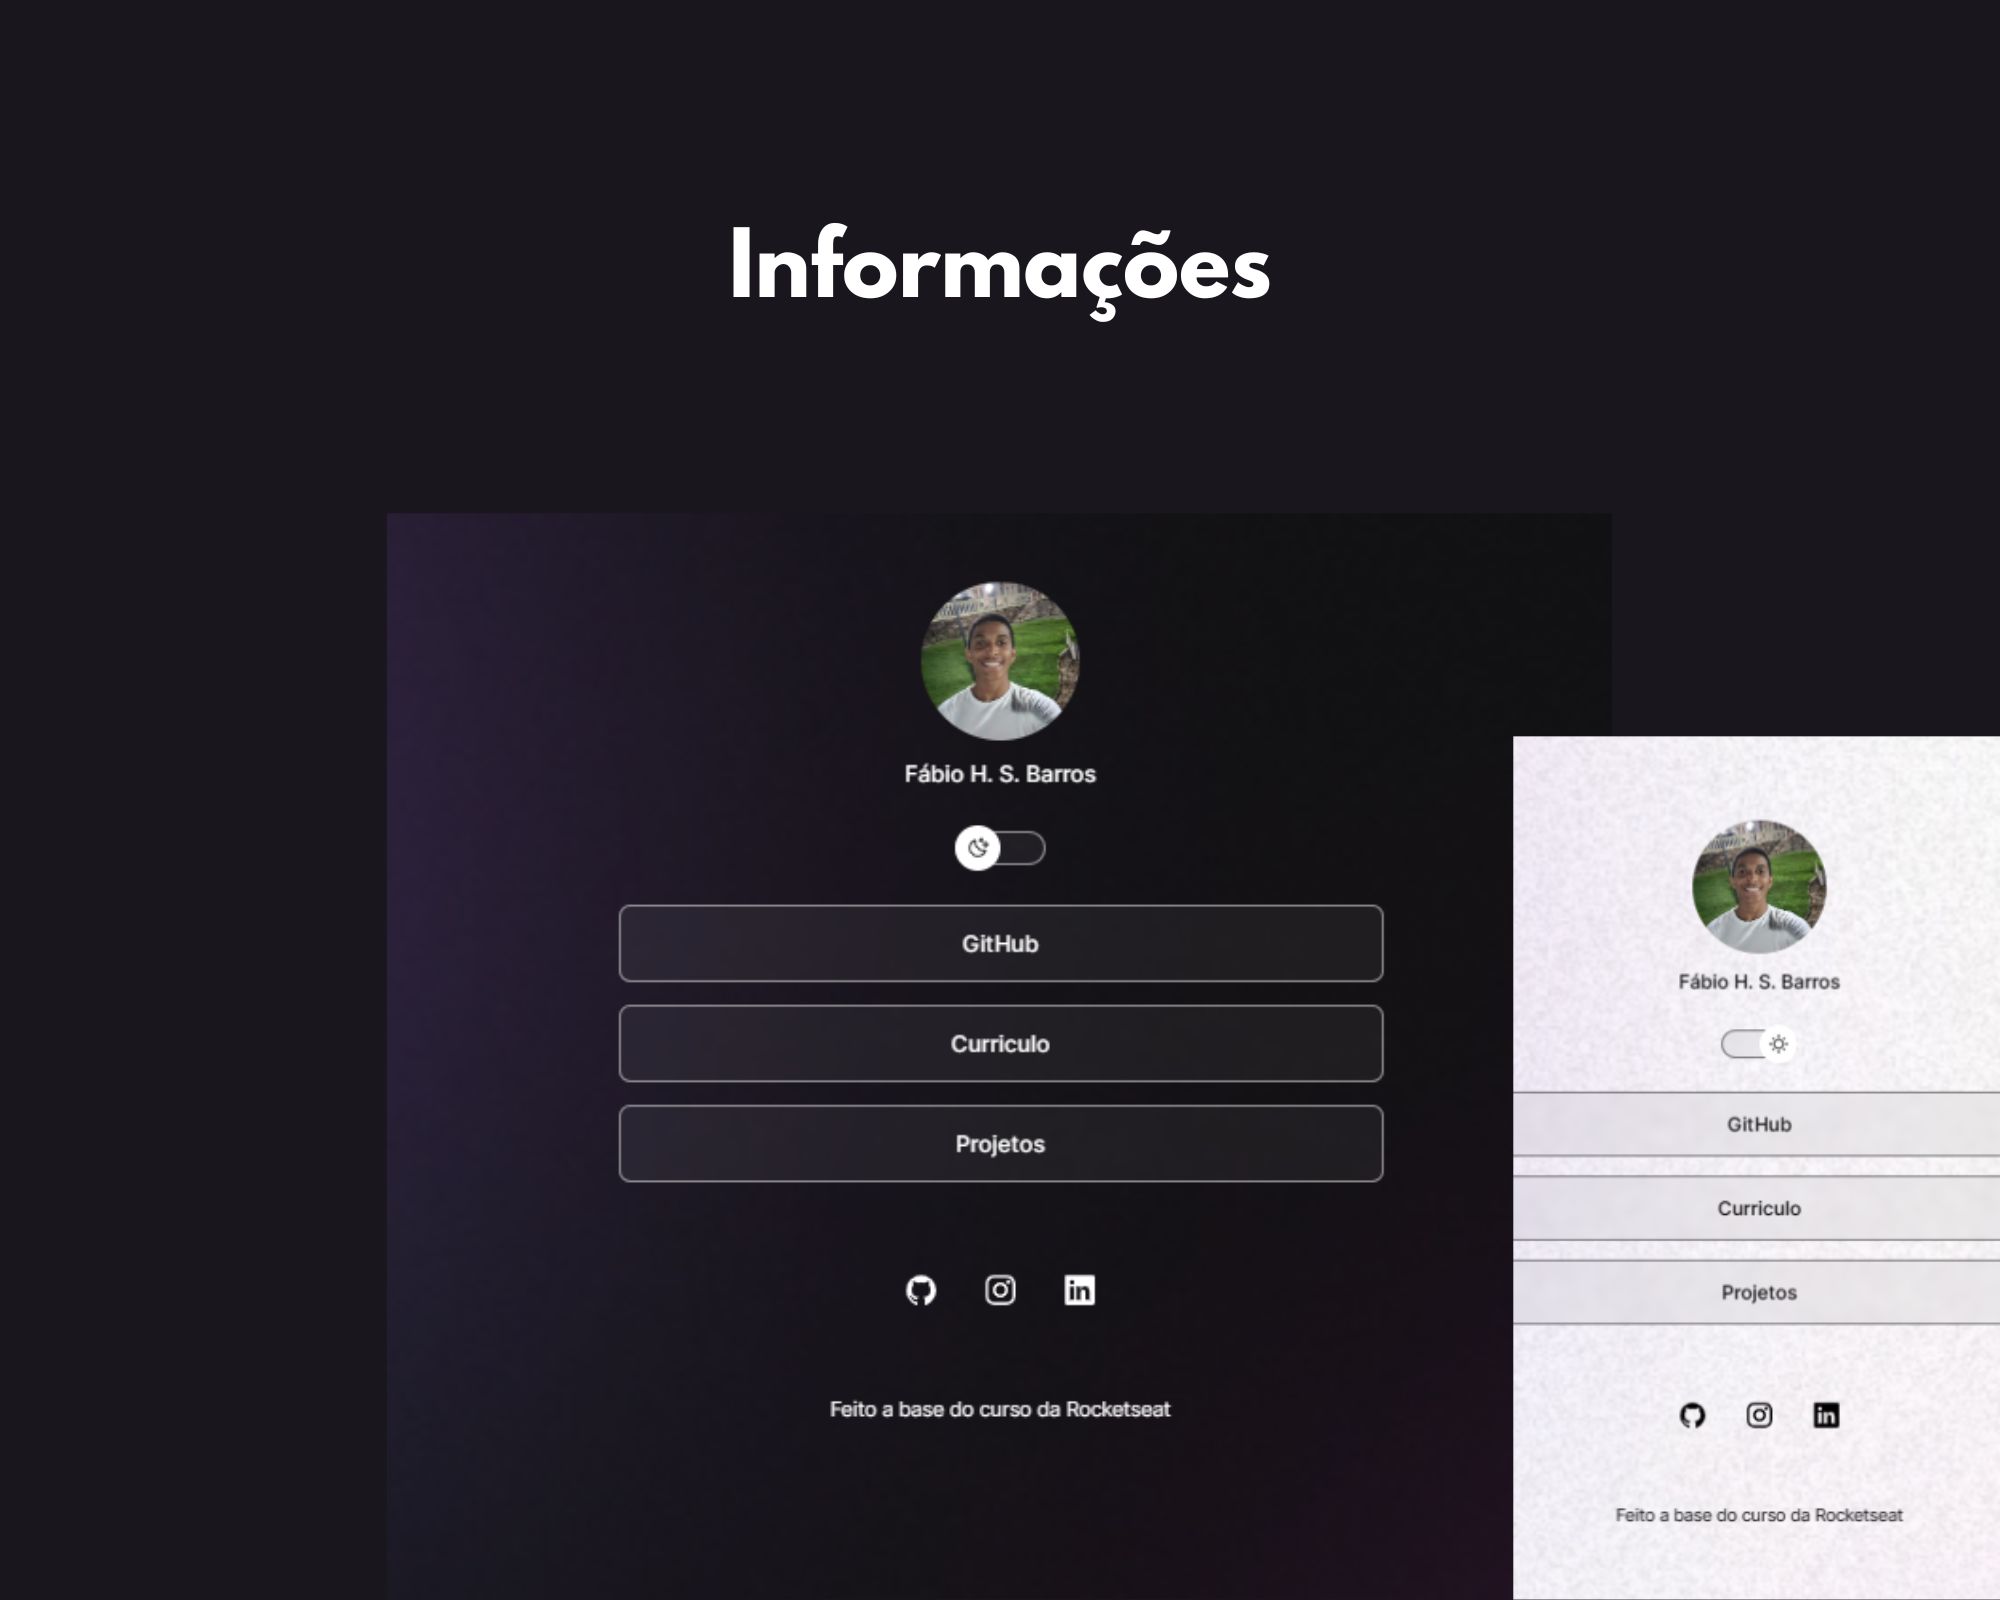 Informações
Fábio H. S. Barros
GitHub
Curriculo
Projetos
Feito a base do curso da Rocketseat
Fábio H. S. Barros
GitHub
Curriculo
Projetos
Feito a base do curso da Rocketseat